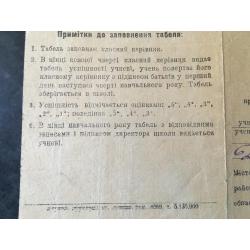 Примітки до заповнення табеля:
1. Табель заповнює класний керівник.
2. В кінці кожної чверті класний керівник видає
табель успішності учневі, учень повертає його
класному керівнику з підписом батьків у перший
день наступної чверті навчального року. Табель
зберігається в школі.
3. Успішність відмічається оцінками: „5“, „4“, „3“,
„2“, „1“; поведінка „5“, „4“, „3“.
4. В кінці навчального року табель з відповідними
записами і підписом директора школи видається
учневі.